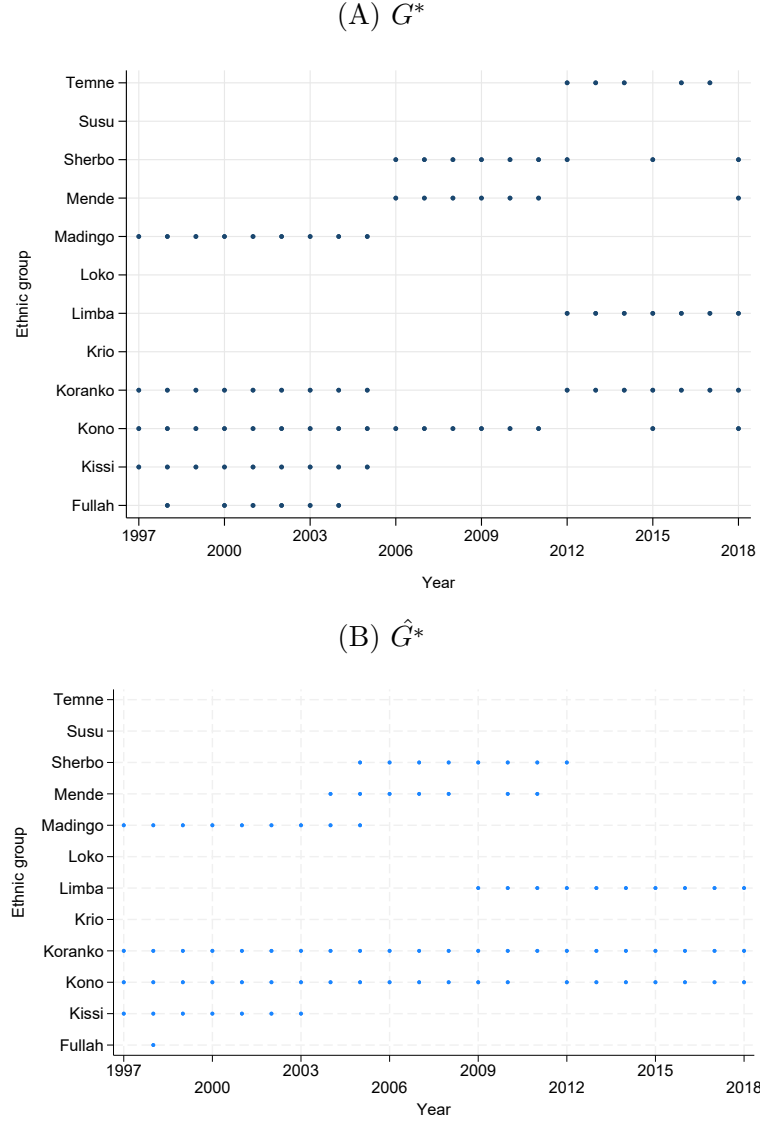 (A) G*
Temne
Susu
Sherbo
Mende
Madingo
Loko
Limba
Krio
Koranko
Kono
Kissi
Fullah
Ethnic group
1997 2003 2009 2015
2000 2006 2012 2018
Year
(B) Ĝ*
Temne
Susu
Sherbo
Mende
Madingo
Loko
Limba
Krio
Koranko
Kono
Kissi
Fullah
Ethnic group
1997 2003 2009 2015
2000 2006 2012 2018
Year